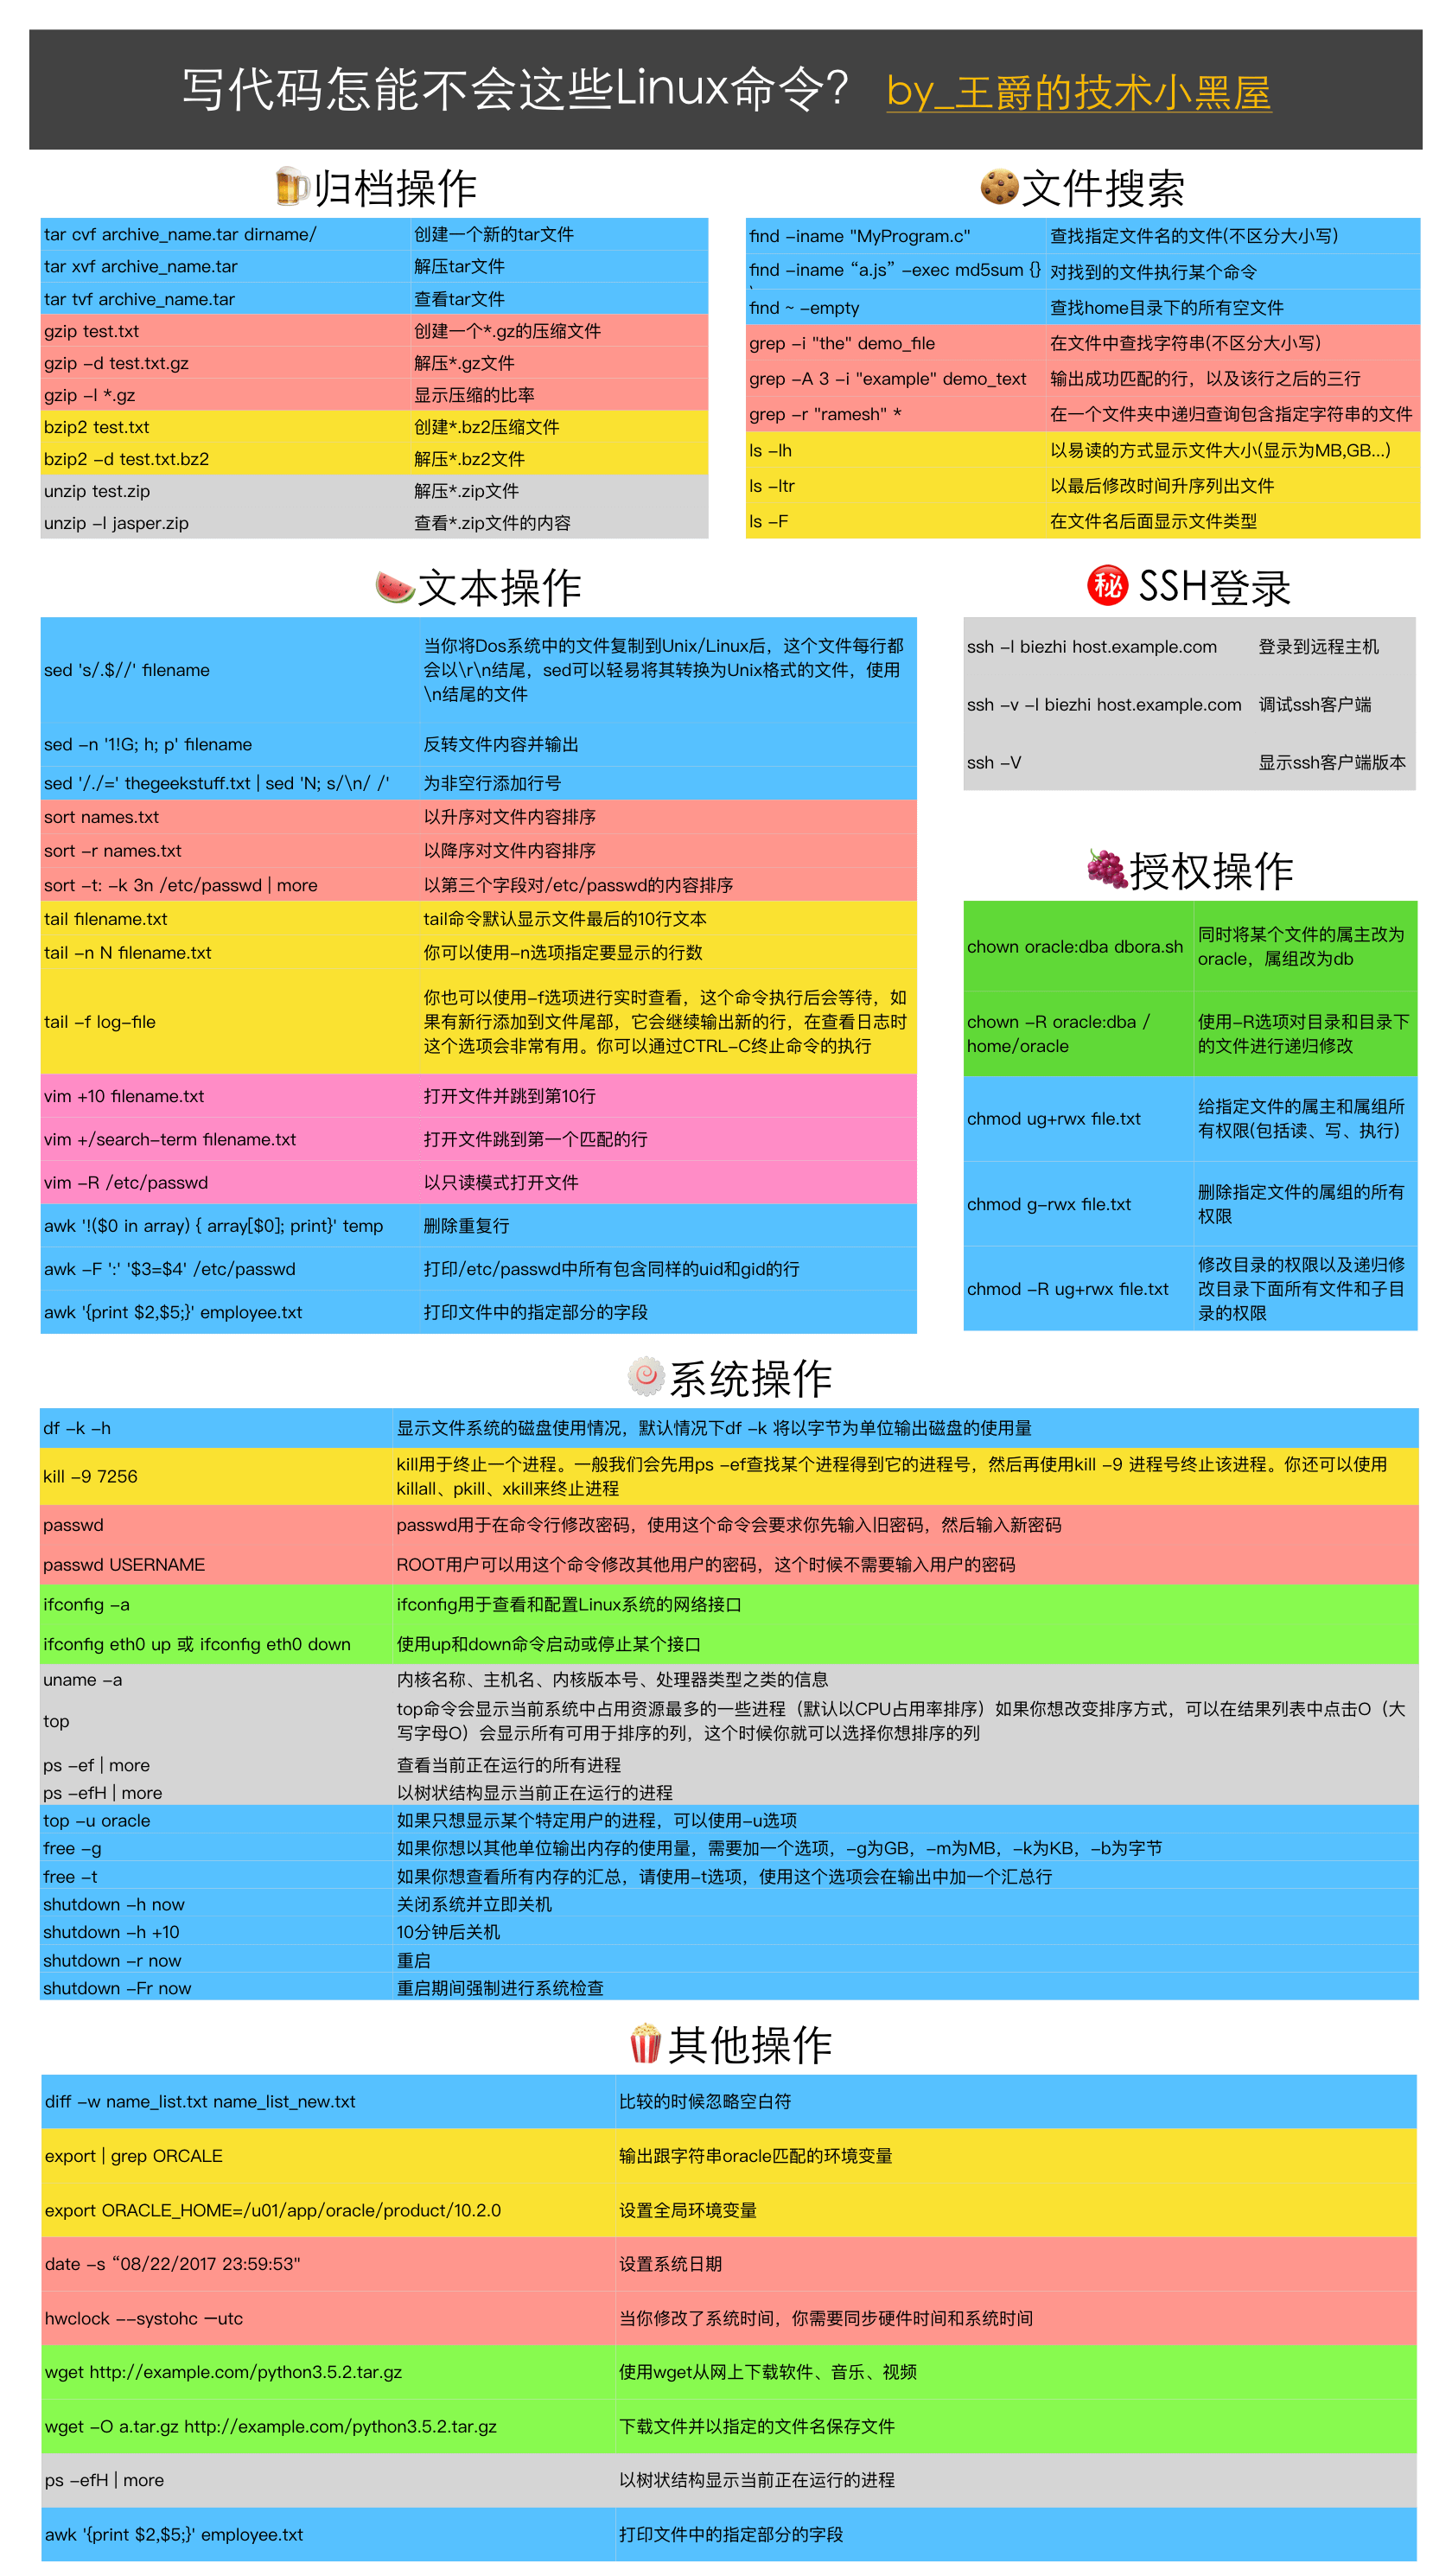 写代码怎能不会这些Linux命令? by_王爵的技术小黑屋
归档操作
tar cvf archive_name.tar dirname/ 创建一个新的tar文件
tar xvf archive_name.tar 解压tar文件
tar tvf archive_name.tar 查看tar文件
gzip test.txt 创建一个*.gz的压缩文件
gzip -d test.txt.gz 解压*.gz文件
gzip -l *.gz 显示压缩的比率
bzip2 test.txt 创建*.bz2压缩文件
bzip2 -d test.txt.bz2 解压*.bz2文件
unzip test.zip 解压*.zip文件
unzip -l jasper.zip 查看*.zip文件的内容
文件搜索
find -iname "MyProgram.c" 查找指定文件名的文件(不区分大小写)
find -iname “a.js” -exec md5sum {} 对找到的文件执行某个命令
find ~ -empty 查找home目录下的所有空文件
grep -i "the" demo_file 在文件中查找字符串(不区分大小写)
grep -A 3 -i "example" demo_text 输出成功匹配的行，以及该行之后的三行
grep -r "ramesh" * 在一个文件夹中递归查询包含指定字符串的文件
ls -lh 以易读的方式显示文件大小(显示为MB,GB...)
ls -ltr 以最后修改时间升序列出文件
ls -F 在文件名后面显示文件类型
文本操作
sed 's/.$//' filename
当你将Dos系统中的文件复制到Unix/Linux后，这个文件每行都
会以\r\n结尾，sed可以轻易将其转换为Unix格式的文件，使用
\n结尾的文件
sed -n '1!G; h; p' filename 反转文件内容并输出
sed '/./=' thegeekstuff.txt | sed 'N; s/\n/ /' 为非空行添加行号
sort names.txt 以升序对文件内容排序
sort -r names.txt 以降序对文件内容排序
sort -t: -k 3n /etc/passwd | more 以第三个字段对/etc/passwd的内容排序
tail filename.txt tail命令默认显示文件最后的10行文本
tail -n N filename.txt 你可以使用-n选项指定要显示的行数
tail -f log-file
你也可以使用-f选项进行实时查看，这个命令执行后会等待，如
果有新行添加到文件尾部，它会继续输出新的行，在查看日志时
这个选项会非常有用。你可以通过CTRL-C终止命令的执行
vim +10 filename.txt 打开文件并跳到第10行
vim +/search-term filename.txt 打开文件跳到第一个匹配的行
vim -R /etc/passwd 以只读模式打开文件
awk '!($0 in array) { array[$0]; print}' temp 删除重复行
awk -F ':' '$3=$4' /etc/passwd 打印/etc/passwd中所有包含同样的uid和gid的行
awk '{print $2,$5;}' employee.txt 打印文件中的指定部分的字段
㊙ SSH登录
ssh -l biezhi host.example.com 登录到远程主机
ssh -v -l biezhi host.example.com 调试ssh客户端
ssh -V 显示ssh客户端版本
授权操作
chown oracle:dba dbora.sh
同时将某个文件的属主改为
oracle，属组改为db
chown -R oracle:dba /
home/oracle
使用-R选项对目录和目录下
的文件进行递归修改
chmod ug+rwx file.txt
给指定文件的属主和属组所
有权限(包括读、写、执行)
chmod g-rwx file.txt
删除指定文件的属组的所有
权限
chmod -R ug+rwx file.txt
修改目录的权限以及递归修
改目录下面所有文件和子目
录的权限
系统操作
df -k -h 显示文件系统的磁盘使用情况，默认情况下df -k 将以字节为单位输出磁盘的使用量
kill -9 7256
kill用于终止一个进程。一般我们会先用ps -ef查找某个进程得到它的进程号，然后再使用kill -9 进程号终止该进程。你还可以使用
killall、pkill、xkill来终止进程
passwd passwd用于在命令行修改密码，使用这个命令会要求你先输入旧密码，然后输入新密码
passwd USERNAME ROOT用户可以用这个命令修改其他用户的密码，这个时候不需要输入用户的密码
ifconfig -a ifconfig用于查看和配置Linux系统的网络接口
ifconfig eth0 up 或 ifconfig eth0 down 使用up和down命令启动或停止某个接口
uname -a 内核名称、主机名、内核版本号、处理器类型之类的信息
top
top命令会显示当前系统中占用资源最多的一些进程（默认以CPU占用率排序）如果你想改变排序方式，可以在结果列表中点击O（大
写字母O）会显示所有可用于排序的列，这个时候你就可以选择你想排序的列
ps -ef | more 查看当前正在运行的所有进程
ps -efH | more 以树状结构显示当前正在运行的进程
top -u oracle 如果只想显示某个特定用户的进程，可以使用-u选项
free -g 如果你想以其他单位输出内存的使用量，需要加一个选项，-g为GB，-m为MB，-k为KB，-b为字节
free -t 如果你想查看所有内存的汇总，请使用-t选项，使用这个选项会在输出中加一个汇总行
shutdown -h now 关闭系统并立即关机
shutdown -h +10 10分钟后关机
shutdown -r now 重启
shutdown -Fr now 重启期间强制进行系统检查
其他操作
diff -w name_list.txt name_list_new.txt 比较的时候忽略空白符
export | grep ORCALE 输出跟字符串oracle匹配的环境变量
export ORACLE_HOME=/u01/app/oracle/product/10.2.0 设置全局环境变量
date -s “08/22/2017 23:59:53" 设置系统日期
hwclock --systohc —utc 当你修改了系统时间，你需要同步硬件时间和系统时间
wget http://example.com/python3.5.2.tar.gz 使用wget从网上下载软件、音乐、视频
wget -O a.tar.gz http://example.com/python3.5.2.tar.gz 下载文件并以指定的文件名保存文件
ps -efH | more 以树状结构显示当前正在运行的进程
awk '{print $2,$5;}' employee.txt 打印文件中的指定部分的字段